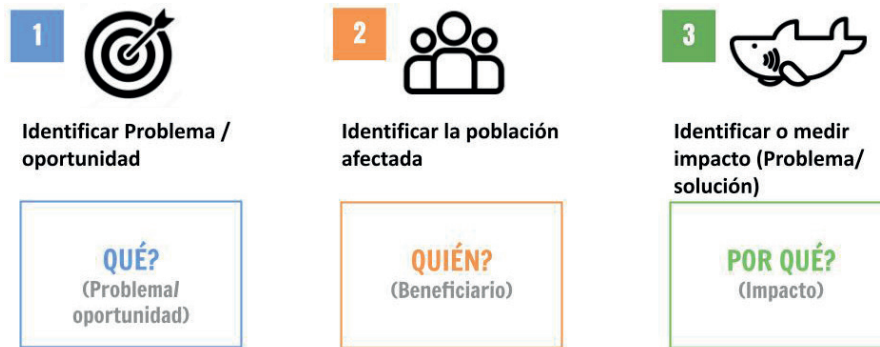 1
Identificar Problema /
oportunidad
QUÉ?
(Problema/
oportunidad)
2
Identificar la población
afectada
QUIÉN?
(Beneficiario)
3
Identificar o medir
impacto (Problema/
solución)
POR QUÉ?
(Impacto)